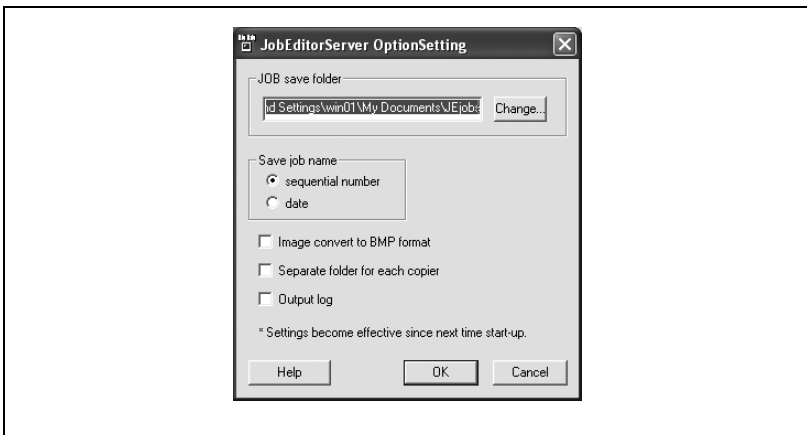 JobEditorServer OptionSetting
JOB save folder
d Settings\win01\My Documents\JEjobs
Change...
Save job name
sequential number
date
Image convert to BMP format
Separate folder for each copier
Output log
* Settings become effective since next time start-up.
Help OK Cancel